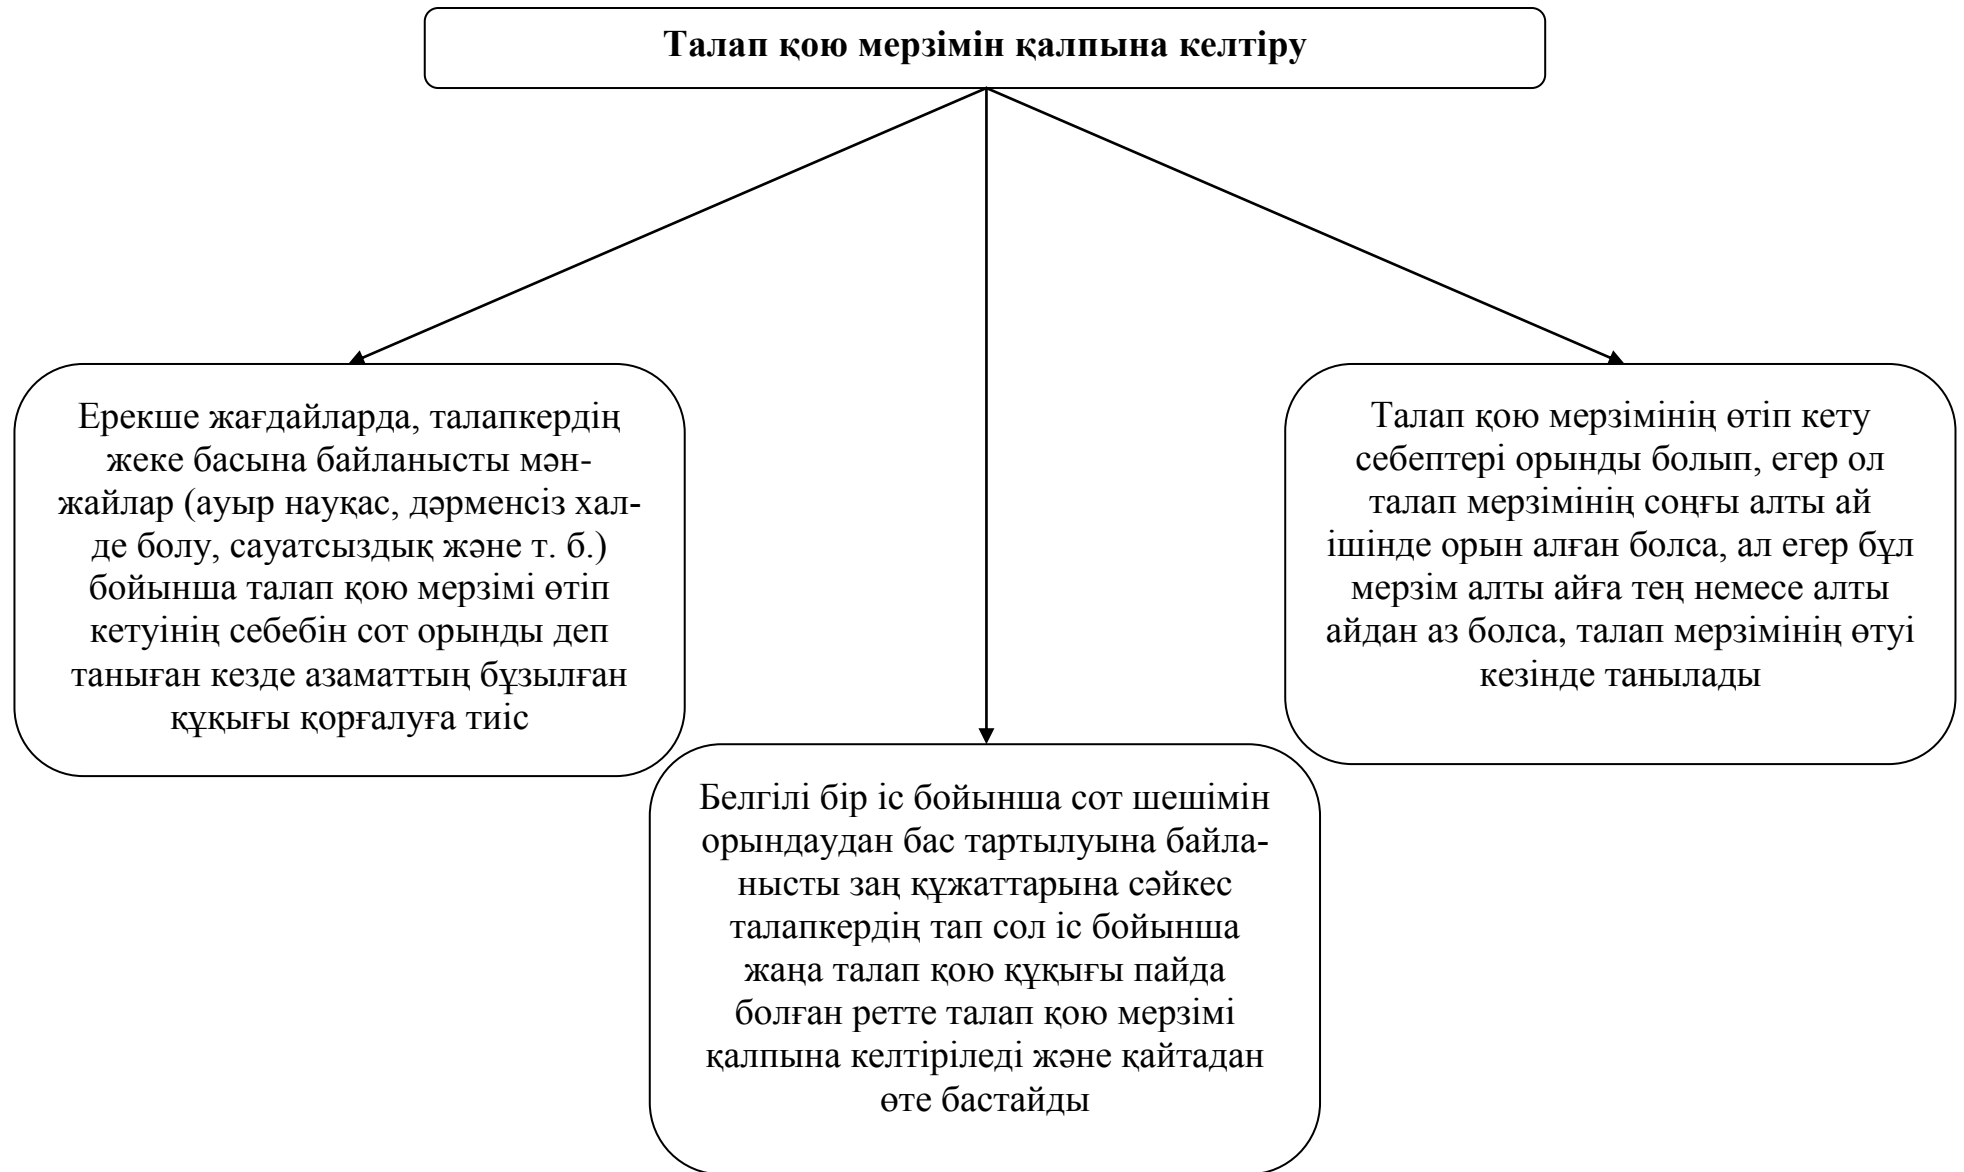 Талап қою мерзімін қалпына келтіру
Ерекше жағдайларда, талапкердің
жеке басына байланысты мән-
жайлар (ауыр науқас, дәрменсіз хал-
де болу, сауатсыздық және т. б.)
бойынша талап қою мерзімі өтіп
кетуінің себебін сот орынды деп
таныған кезде азаматтың бұзылған
құқығы қорғалуға тиіс
Белгілі бір іс бойынша сот шешімін
орындаудан бас тартылуына байла-
нысты заң құжаттарына сәйкес
талапкердің тап сол іс бойынша
жаңа талап қою құқығы пайда
болған ретте талап қою мерзімі
қалпына келтіріледі және қайтадан
өте бастайды
Талап қою мерзімінің өтіп кету
себептері орынды болып, егер ол
талап мерзімінің соңғы алты ай
ішінде орын алған болса, ал егер бұл
мерзім алты айға тең немесе алты
айдан аз болса, талап мерзімінің өтуі
кезінде танылады